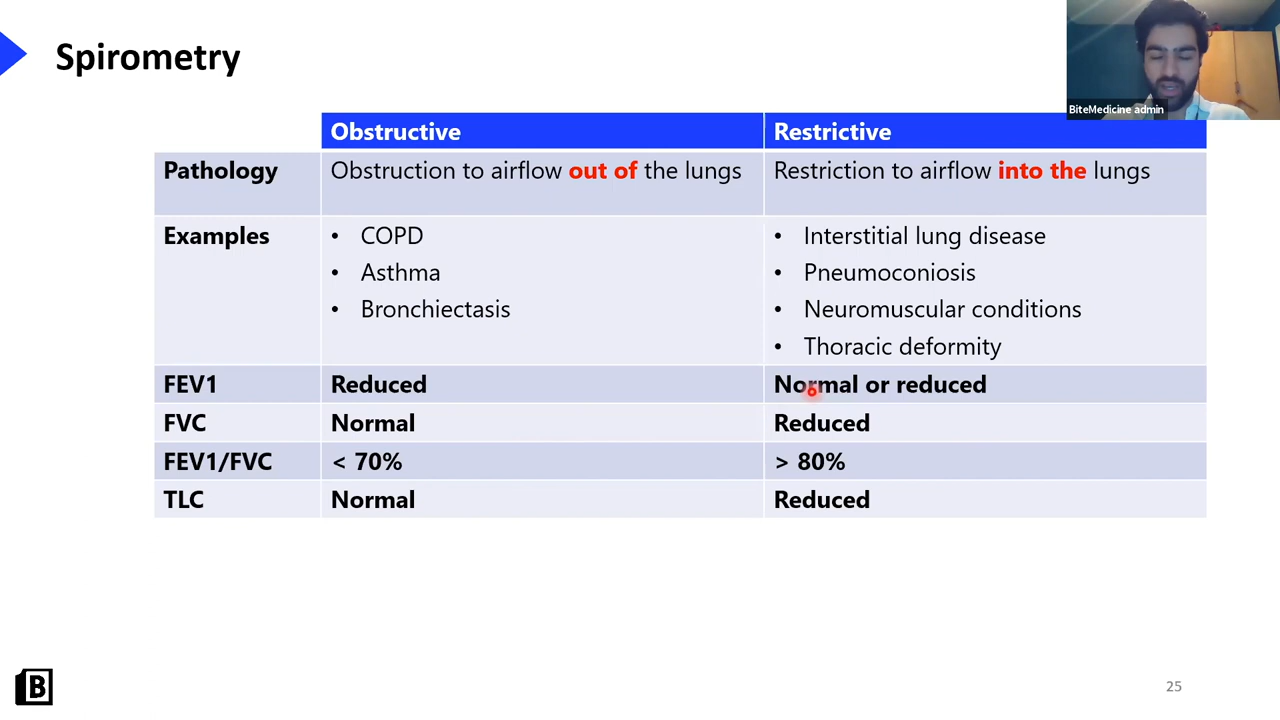 Spirometry
BiteMedicine admin
Obstructive Restrictive
Pathology Obstruction to airflow out of the lungs Restriction to airflow into the lungs
Examples • COPD • Interstitial lung disease
• Asthma • Pneumoconiosis
• Bronchiectasis • Neuromuscular conditions
• Thoracic deformity
FEV1 Reduced Normal or reduced
FVC Normal Reduced
FEV1/FVC < 70% > 80%
TLC Normal Reduced
B
25